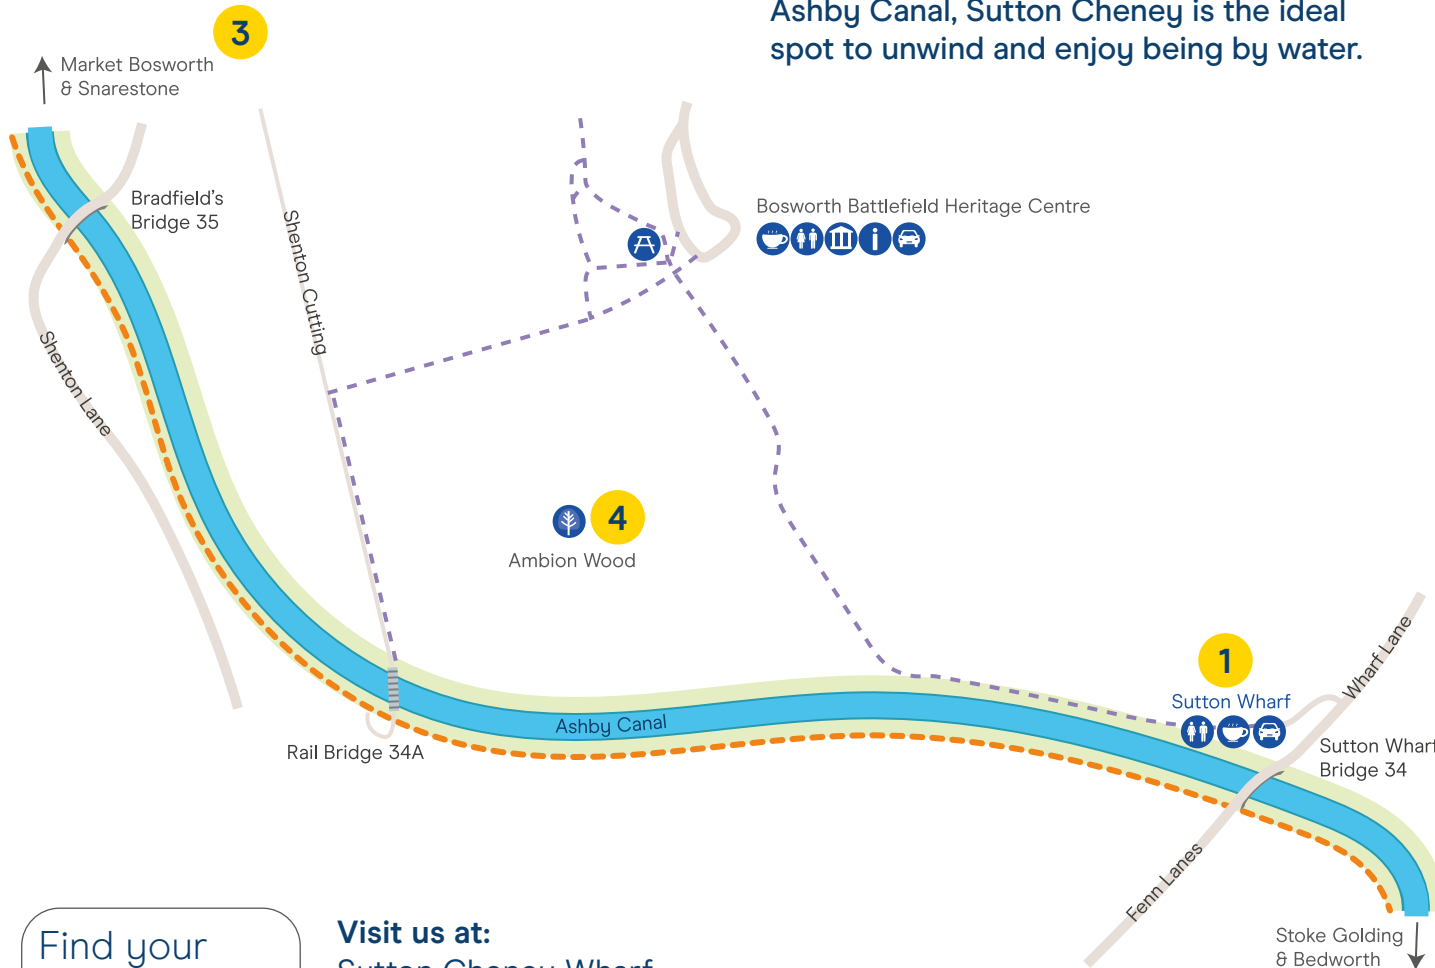 Ashby Canal, Sutton Cheney is the ideal
spot to unwind and enjoy being by water.
3
Market Bosworth
& Snarestone
Bradfield's
Bridge 35
Shenton Cutting
Bosworth Battlefield Heritage Centre
Shenton Lane
4
Ambion Wood
1
Sutton Wharf
Wharf Lane
Ashby Canal
Rail Bridge 34A
Sutton Wharf
Bridge 34
Fenn Lanes
Stoke Golding
& Bedworth
Find your
Visit us at:
Sutton Cheney Wharf